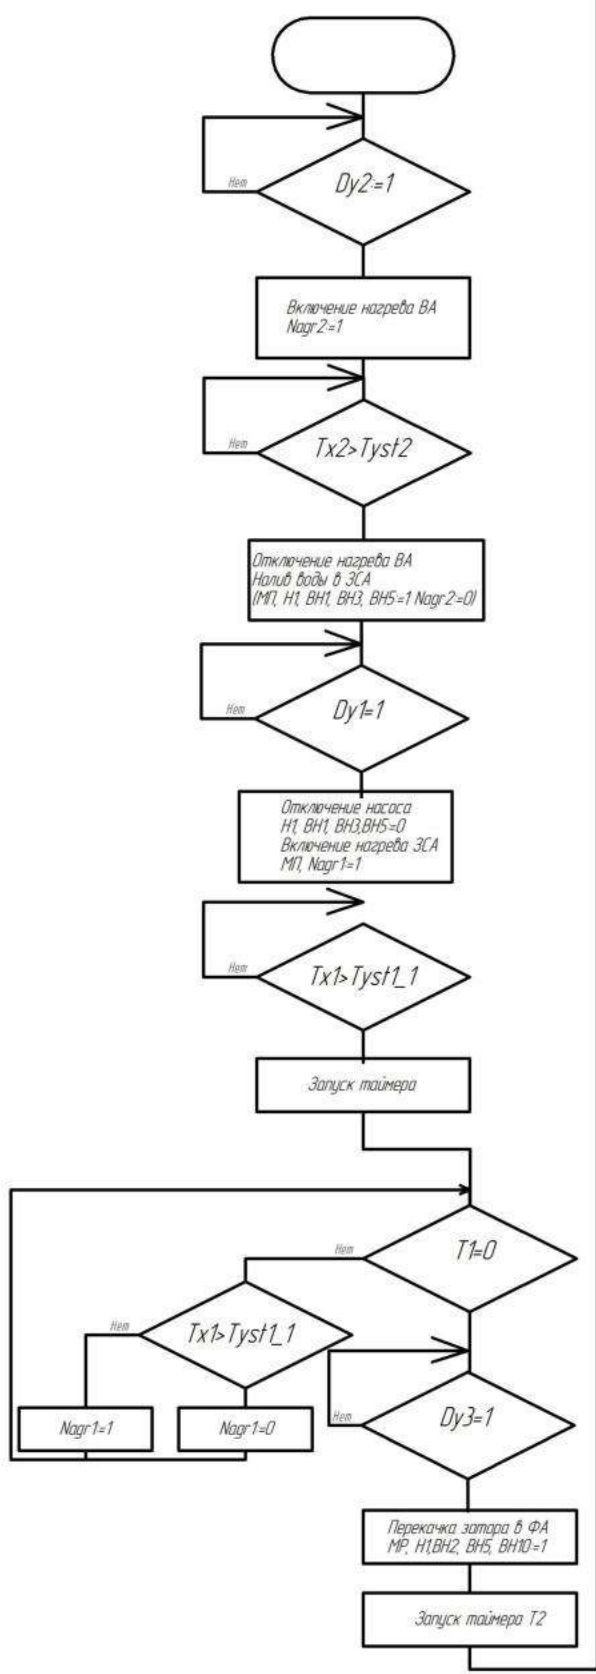 Dy2:=1
Нет
Включение нагрева ВА
Nagr2:=1
Tx2>Tyst2
Нет
Отключение нагрева ВА
Налив воды в ЗСА
(МП, Н1, ВН1, ВН3, ВН5:=1 Nagr2:=0)
Dy1=1
Нет
Отключение насоса
Н1, ВН1, ВН3,ВН5:=0
Включение нагрева ЗСА
МП, Nagr1=1
Tx1>Tyst1_1
Нет
Запуск таймера
T1=0
Нет
Tx1>Tyst1_1
Нет
Nagr1=1
Nagr1=0
Dy3=1
Нет
Перекачка затора в ФА
МР, Н1,ВН2, ВН5, ВН10:=1
Запуск таймера Т2